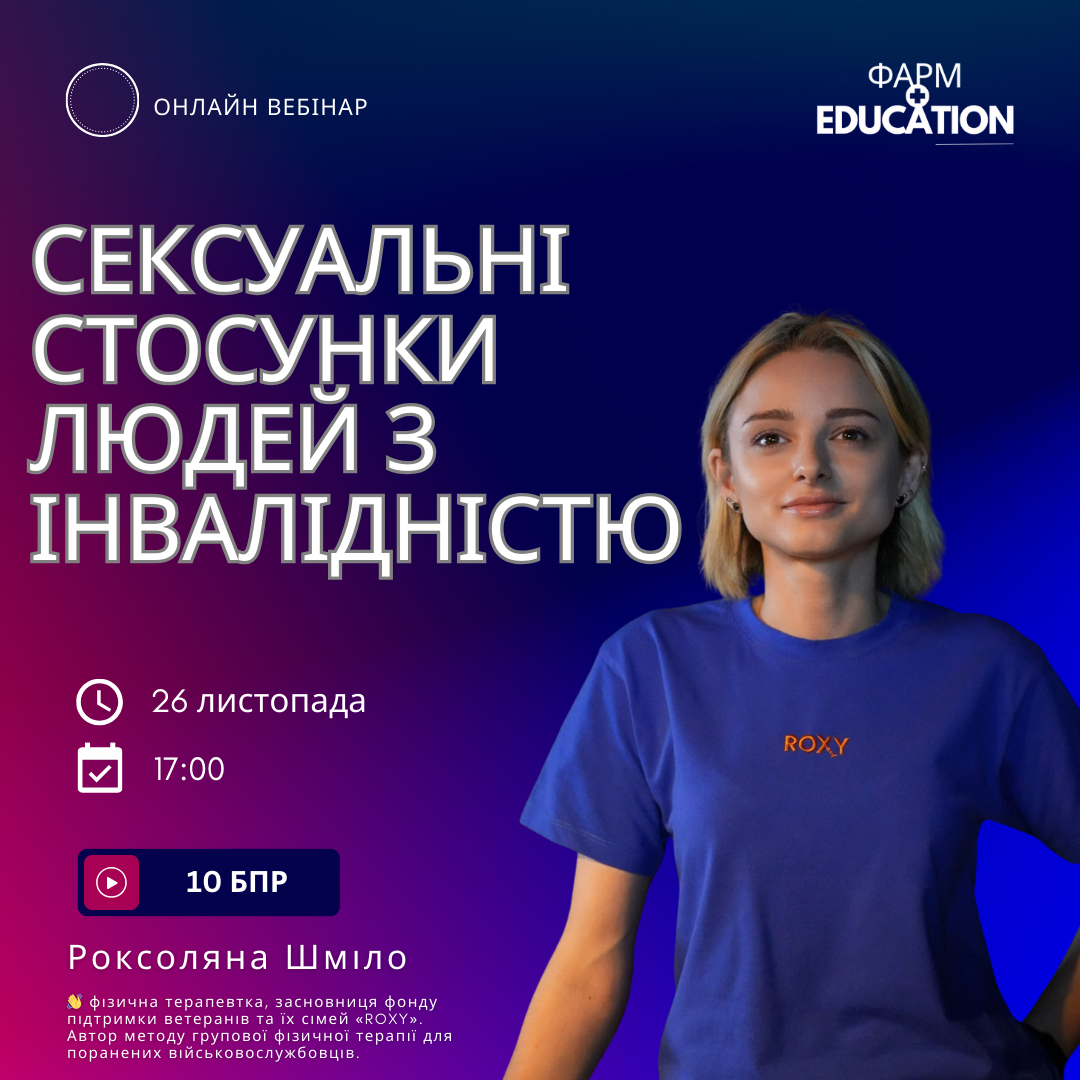 ОНЛАЙН ВЕБІНАР
ФАРМ
EDUCATION
СЕКСУАЛЬНІ
СТОСУНКИ
ЛЮДЕЙ З
ІНВАЛІДНІСТЮ
26 листопада
17:00
ROXY
10 БПР
Роксоляна Шміло
👋 фізична терапевтка, засновниця фонду
підтримки ветеранів та їх сімей «ROXY».
Автор методу групової фізичної терапії для
поранених військовослужбовців.